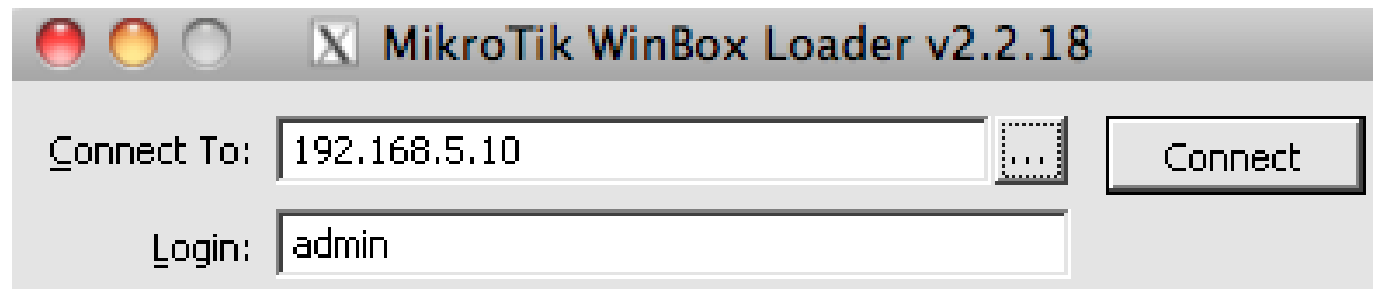 MikroTik WinBox Loader v2.2.18
Connect To: 192.168.5.10 ... Connect
Login: admin